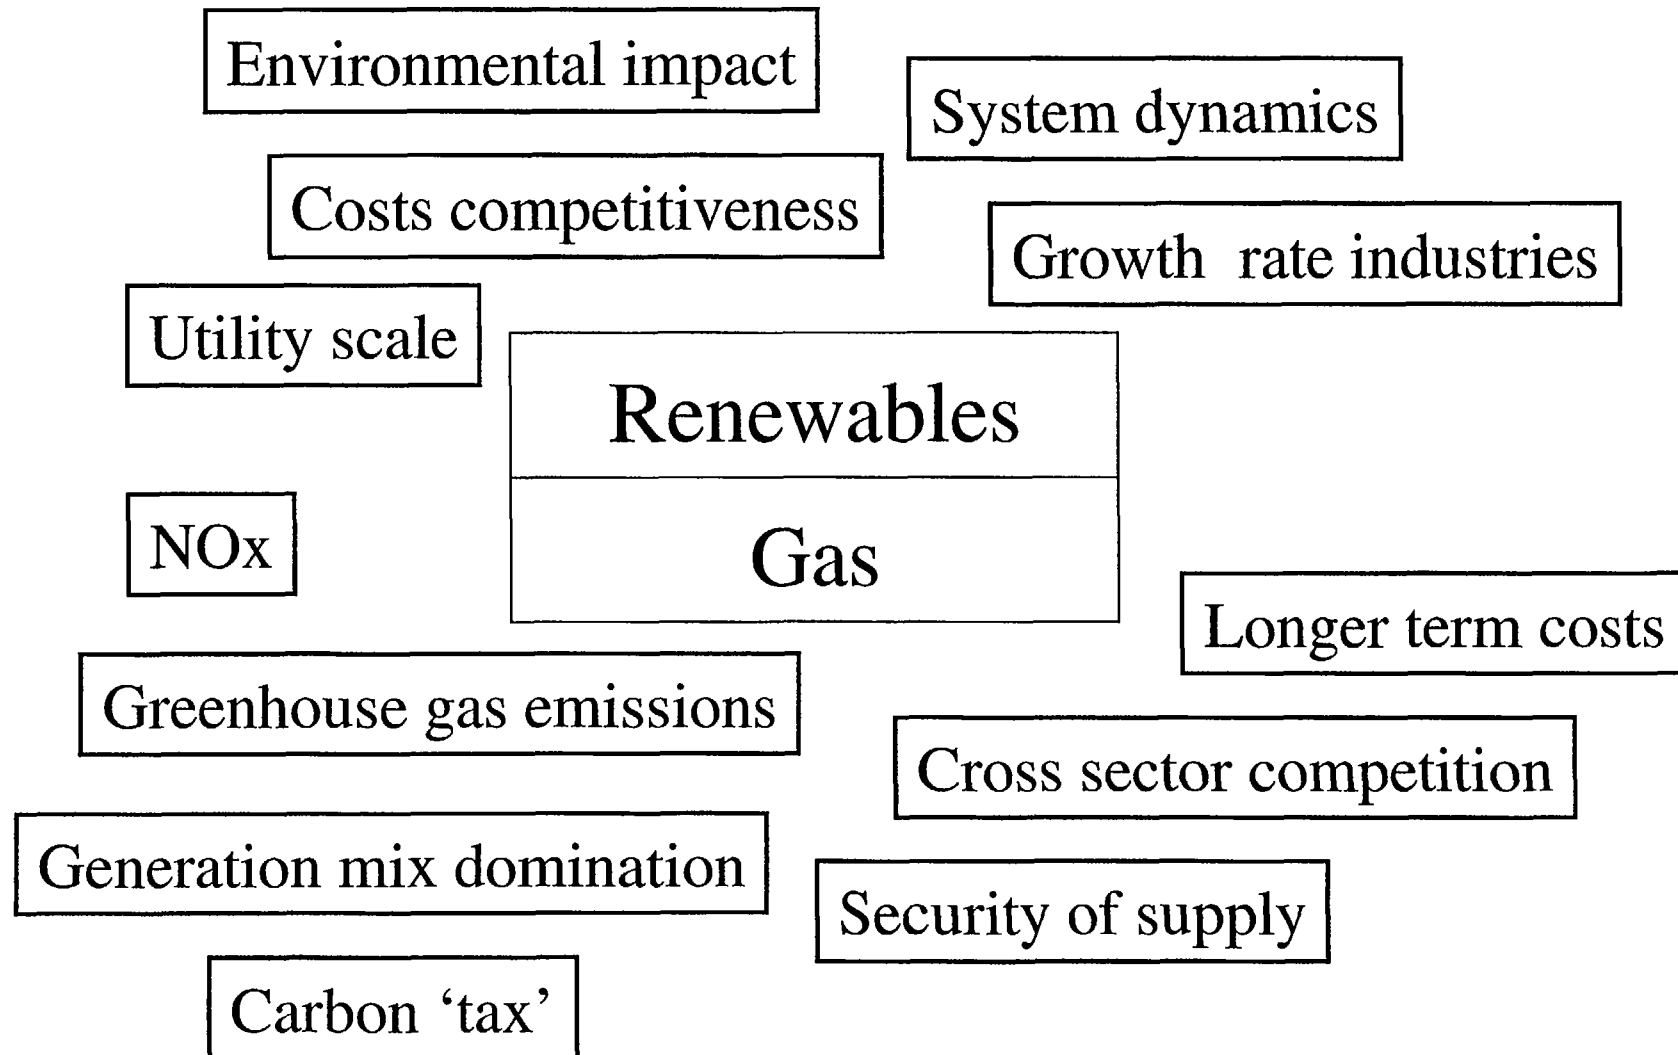 Environmental impact
System dynamics
Costs competitiveness
Growth rate industries
Utility scale
Renewables
NOx
Gas
Longer term costs
Greenhouse gas emissions
Cross sector competition
Generation mix domination
Security of supply
Carbon ‘tax’